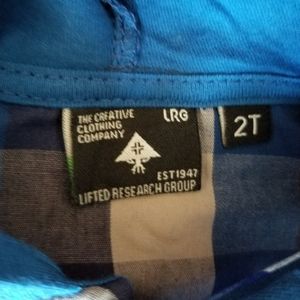 THE CREATIVE
CLOTHING
COMPANY
LRG
EST1947
LIFTED RESEARCH GROUP
2T